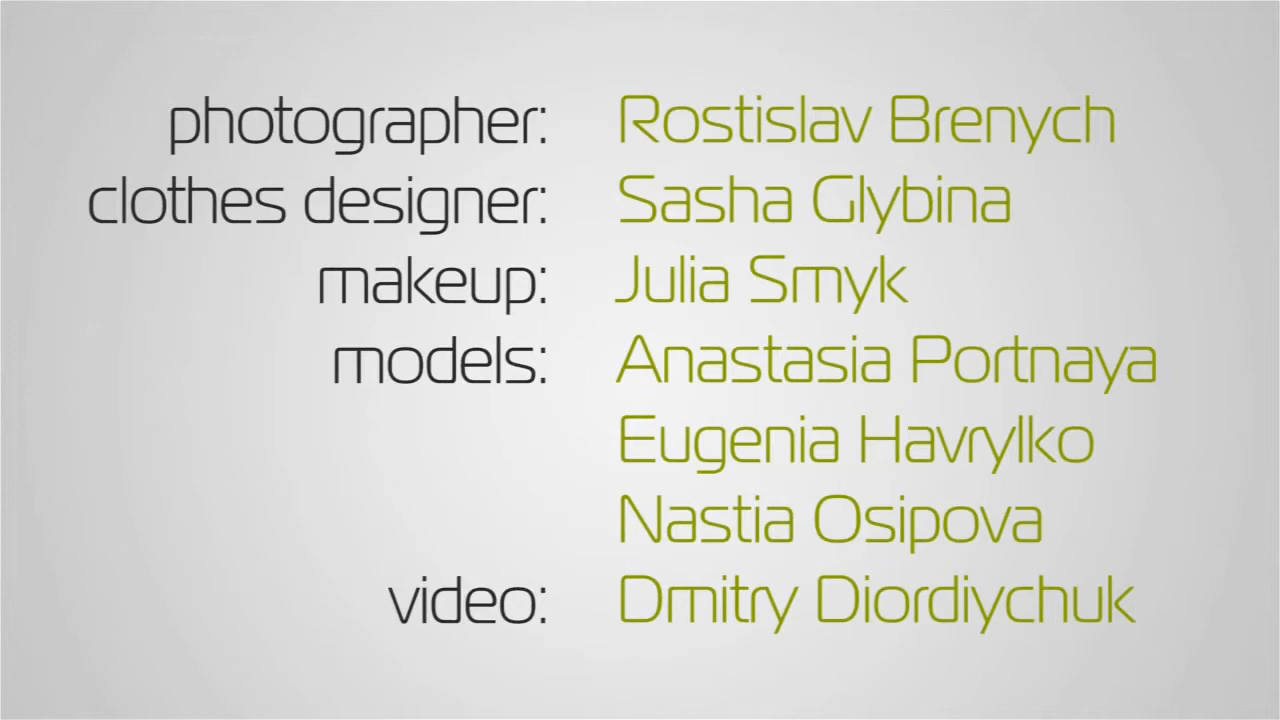 photographer: Rostislav Brenych
clothes designer: Sasha Glybina
makeup: Julia Smyk
models: Anastasia Portnaya
Eugenia Havrylko
Nastia Osipova
video: Dmitry Diordiychuk